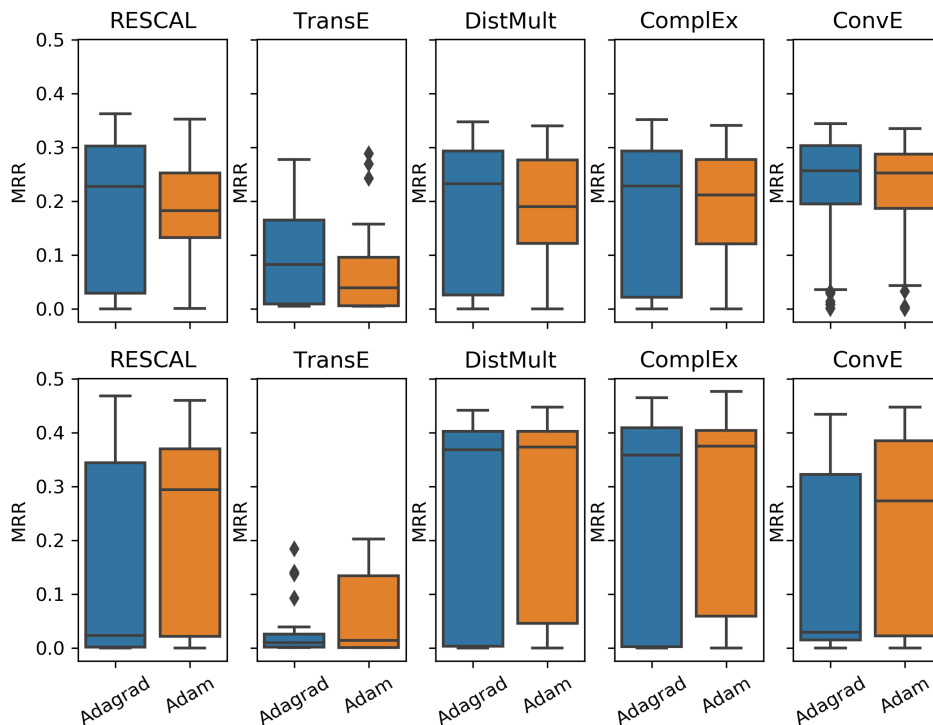 RESCAL TransE DistMult ComplEx ConvE
0.5
0.4
0.3
0.2
0.1
0.0
MRR MRR MRR MRR MRR
RESCAL TransE DistMult ComplEx ConvE
0.5
0.4
0.3
0.2
0.1
0.0
MRR MRR MRR MRR MRR
Adagrad Adam Adagrad Adam Adagrad Adam Adagrad Adam Adagrad Adam